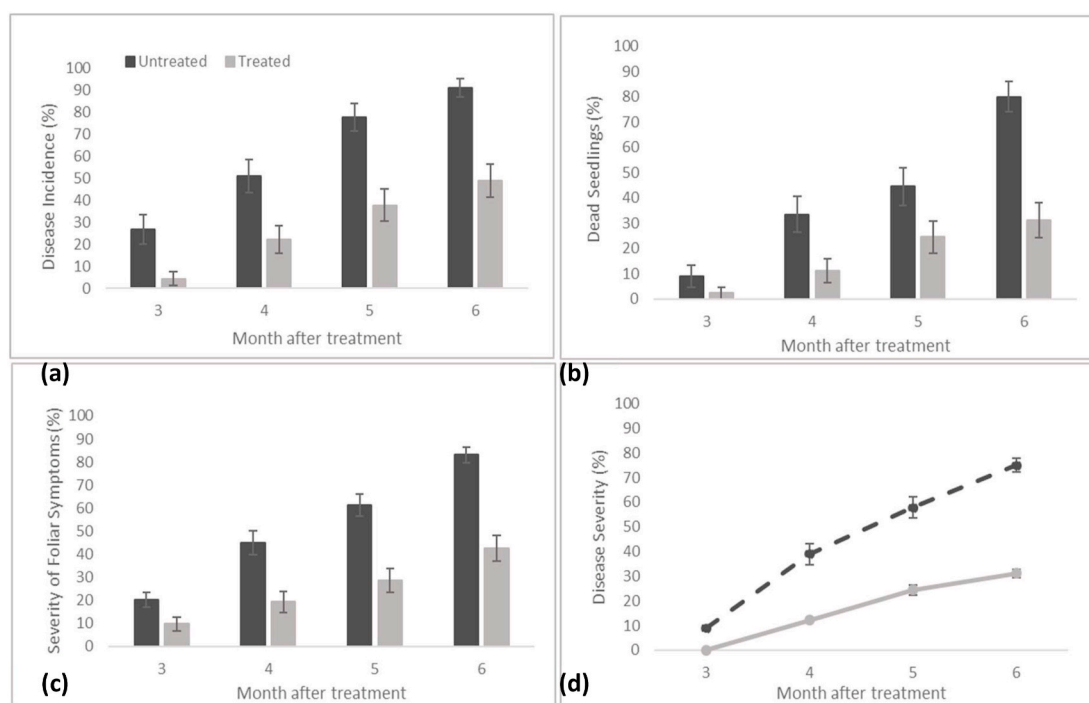 Untreated Treated
Disease Incidence (%)
100
90
80
70
60
50
40
30
20
10
0
3 4 5 6
Month after treatment
(a)
Dead Seedlings (%)
100
90
80
70
60
50
40
30
20
10
0
3 4 5 6
Month after treatment
(b)
Severity of Foliar Symptoms (%)
100
90
80
70
60
50
40
30
20
10
0
3 4 5 6
Month after treatment
(c)
Disease Severity (%)
100
90
80
70
60
50
40
30
20
10
0
3 4 5 6
Month after treatment
(d)